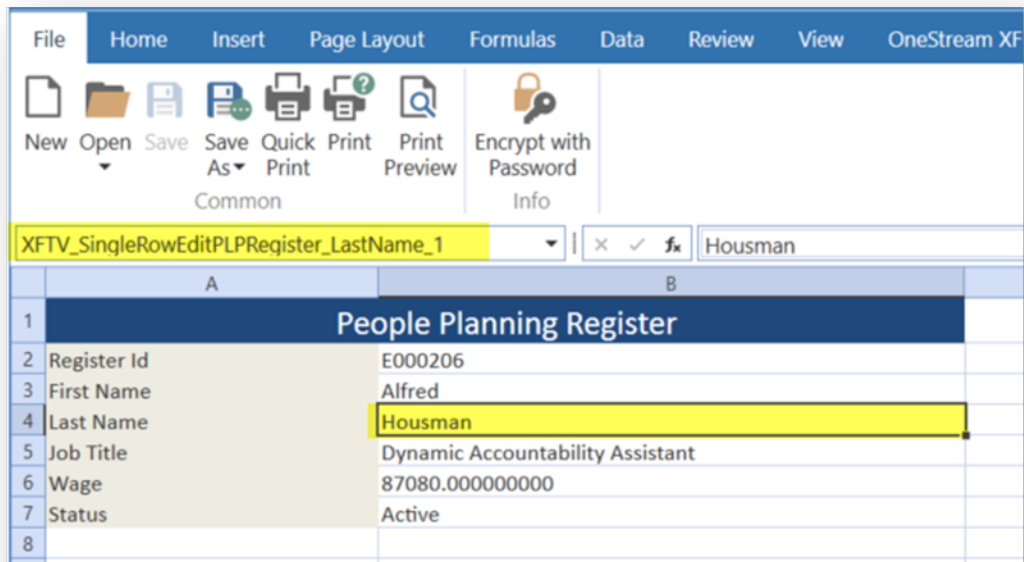 File Home Insert Page Layout Formulas Data Review View OneStream XF
New Open Save Save As Quick Print Print Print Preview Encrypt with Password
Common Info
XFTV_SingleRowEditPLPRegister_LastName_1 fx Housman
A B
1 People Planning Register
2 Register Id E000206
3 First Name Alfred
4 Last Name Housman
5 Job Title Dynamic Accountability Assistant
6 Wage 87080.000000000
7 Status Active
8